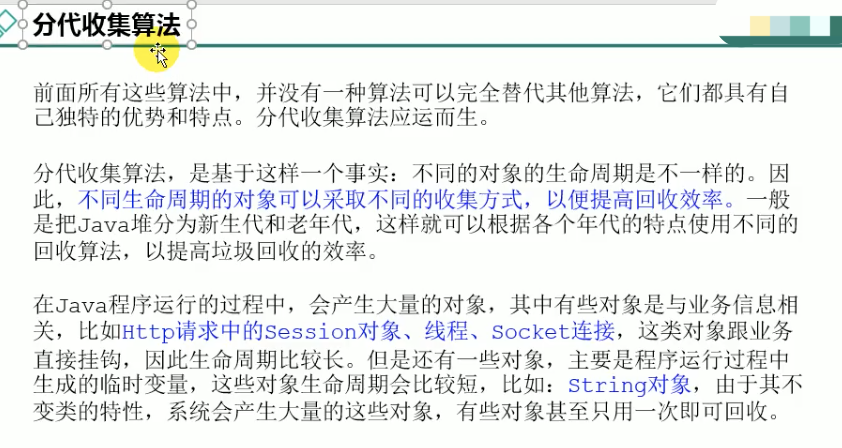 分代收集算法
前面所有这些算法中，并没有一种算法可以完全替代其他算法，它们都具有自
己独特的优势和特点。分代收集算法应运而生。
分代收集算法，是基于这样一个事实：不同的对象的生命周期是不一样的。因
此，不同生命周期的对象可以采取不同的收集方式，以便提高回收效率。一般
是把Java堆分为新生代和老年代，这样就可以根据各个年代的特点使用不同的
回收算法，以提高垃圾回收的效率。
在Java程序运行的过程中，会产生大量的对象，其中有些对象是与业务信息相
关，比如Http请求中的Session对象、线程、Socket连接，这类对象跟业务
直接挂钩，因此生命周期比较长。但是还有一些对象，主要是程序运行过程中
生成的临时变量，这些对象生命周期会比较短，比如：String对象，由于其不
变类的特性，系统会产生大量的这些对象，有些对象甚至只用一次即可回收。